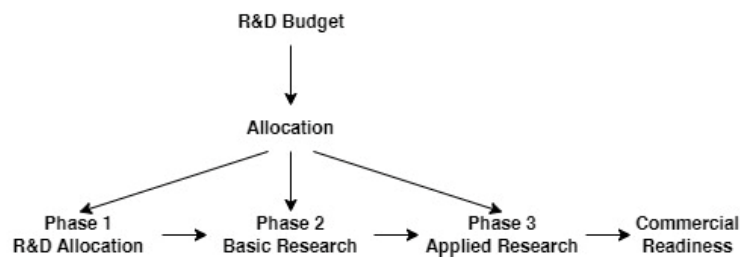 R&D Budget
Allocation
Phase 1
R&D Allocation
Phase 2
Basic Research
Phase 3
Applied Research
Commercial
Readiness